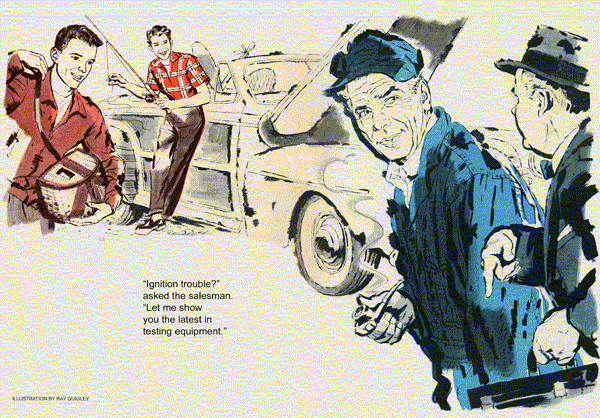 “Ignition trouble?”
asked the salesman.
“Let me show
you the latest in
testing equipment.”
ILLUSTRATION BY RAY QUIGLEY